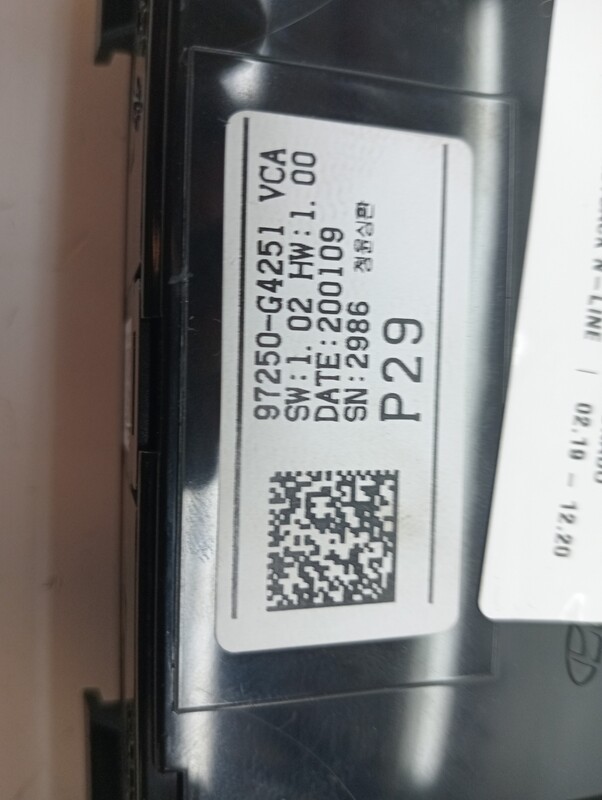 97250-G4251 VCA
SW:1. 02 HW:1. 00
DATE:200109
SN:2986 정윤상판
P29
N-LINE |
02.19 - 12.20